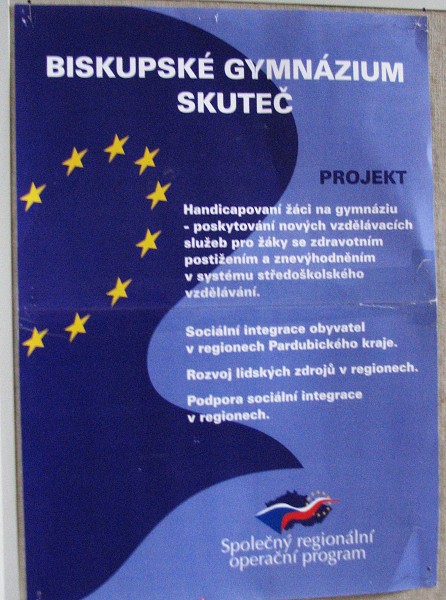 BISKUPSKÉ GYMNÁZIUM
SKUTEČ
PROJEKT
Handicapovaní žáci na gymnáziu
- poskytování nových vzdělávacích
služeb pro žáky se zdravotním
postižením a znevýhodněním
v systému středoškolského
vzdělávání.
Sociální integrace obyvatel
v regionech Pardubického kraje.
Rozvoj lidských zdrojů v regionech.
Podpora sociální integrace
v regionech.
Společný regionální
operační program